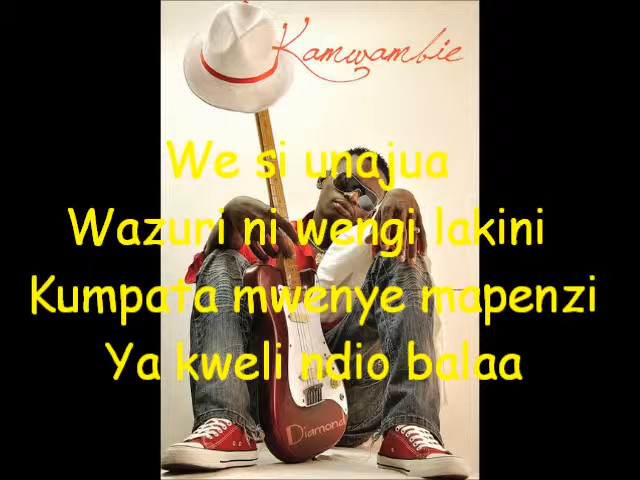 Kamwambie
We si unajua
Wazuri ni wengi lakini
Kumpata mwenye mapenzi
Ya kweli ndio balaa
Diamond